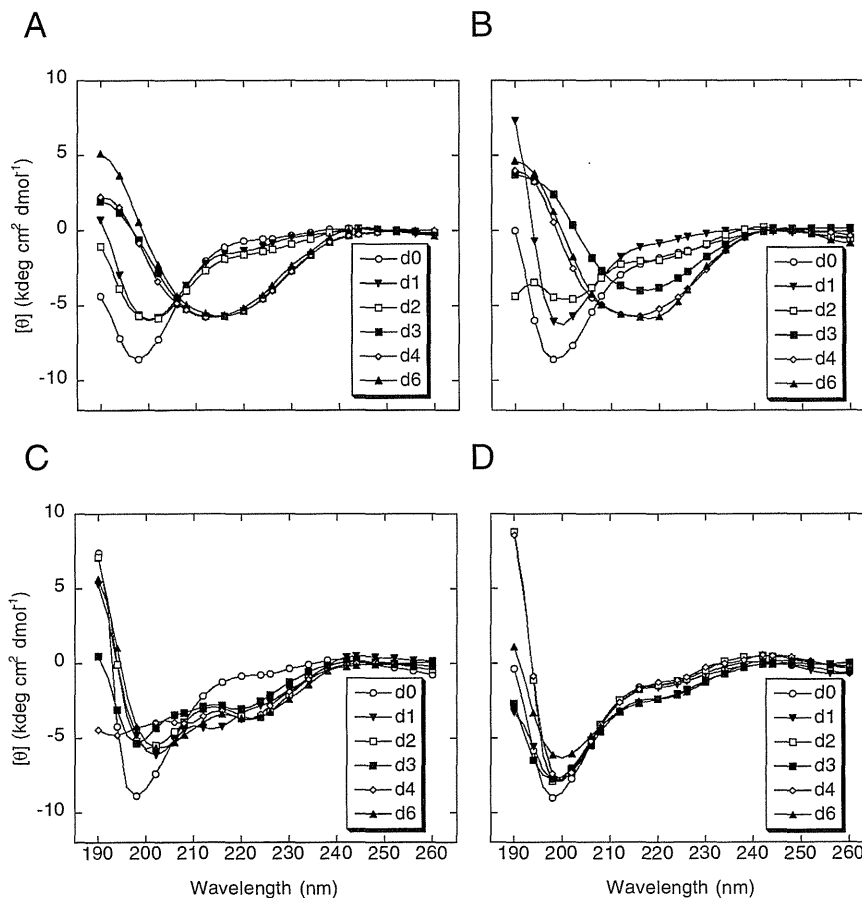 A
B
10
5
0
-5
-10
[θ] (kdeg cm² dmol⁻¹)
d0
d1
d2
d3
d4
d6
d0
d1
d2
d3
d4
d6
C
D
10
5
0
-5
-10
[θ] (kdeg cm² dmol⁻¹)
d0
d1
d2
d3
d4
d6
d0
d1
d2
d3
d4
d6
190 200 210 220 230 240 250 260
190 200 210 220 230 240 250 260
Wavelength (nm)
Wavelength (nm)